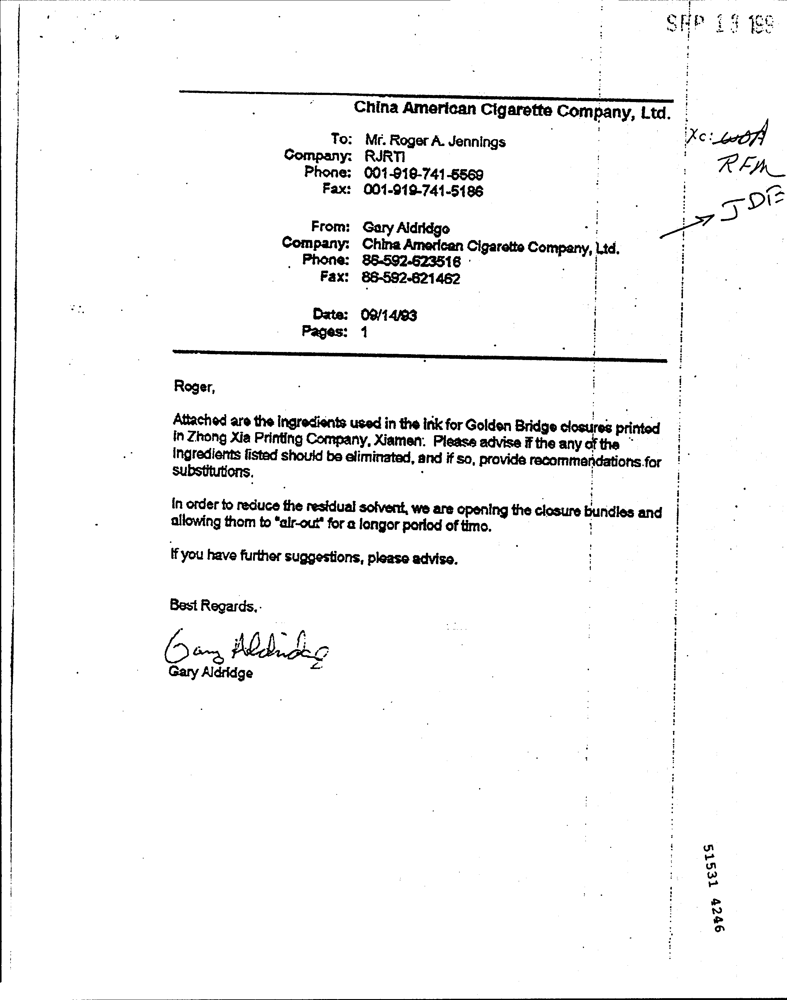 SEP 13 199
China American Cigarette Company, Ltd.
Xc:
RFM
JDE
To: Mr. Roger A. Jennings
Company: RJRTI
Phone: 001-919-741-5569
Fax: 001-919-741-5186
From: Gary Aldridge
Company: China American Cigarette Company, Ltd.
Phone: 86-592-623516
Fax: 86-592-621462
Date: 09/14/93
Pages: 1
Roger,
Attached are the ingredients used in the ink for Golden Bridge closures printed
in Zhong Xia Printing Company, Xiamen. Please advise if the any of the
ingredients listed should be eliminated, and if so, provide recommendations for
substitutions.
In order to reduce the residual solvent, we are opening the closure bundles and
allowing them to "air-out" for a longer period of time.
If you have further suggestions, please advise.
Best Regards,
Gary Aldridge
Gary Aldridge
51531 4246